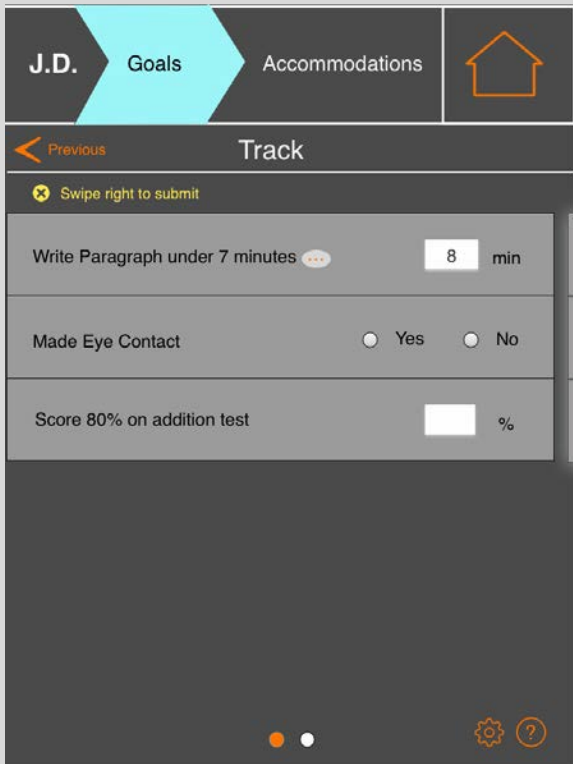 J.D. Goals Accommodations
Previous Track
Swipe right to submit
Write Paragraph under 7 minutes ... 8 min
Made Eye Contact Yes No
Score 80% on addition test %
?